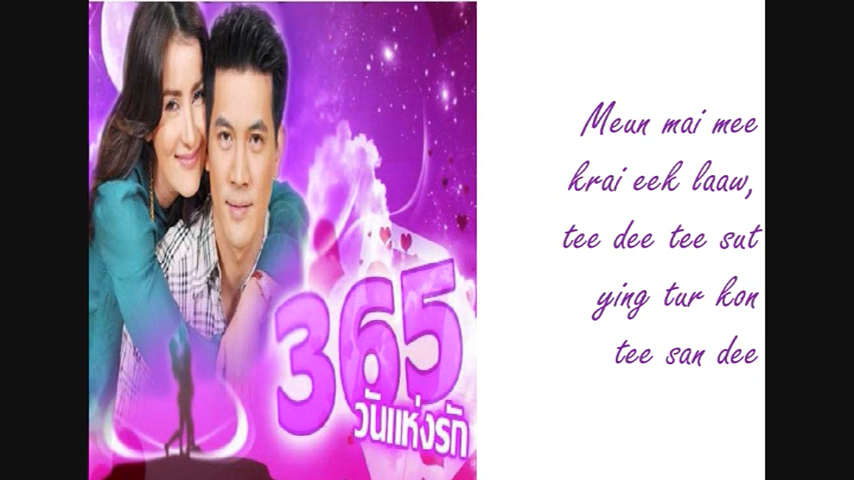 365
วันแห่งรัก
Meun mai mee
krai eek laaw,
tee dee tee sut
ying tur kon
tee san dee